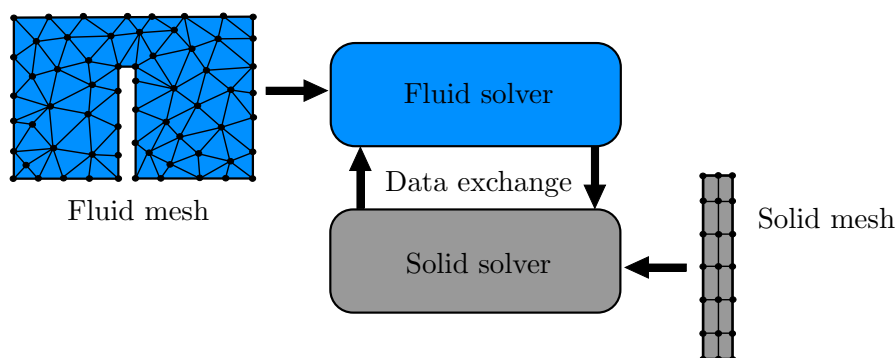 Fluid solver
Data exchange
Fluid mesh
Solid mesh
Solid solver